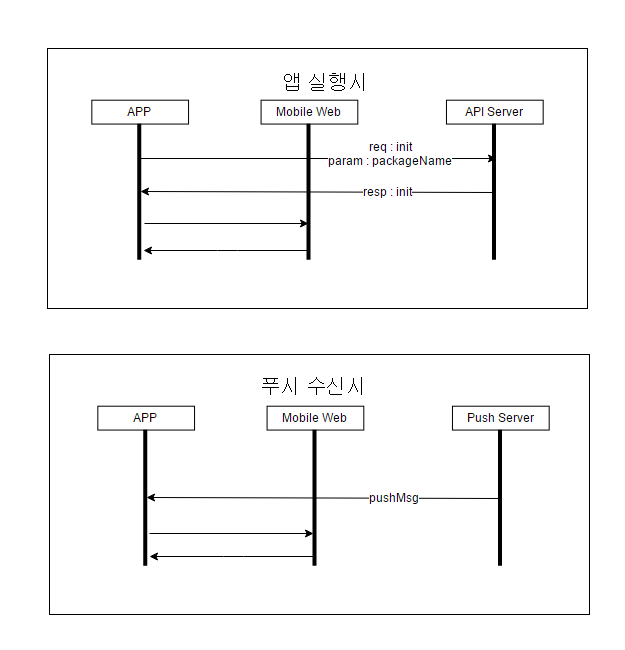 앱 실행시
APP
Mobile Web
API Server
req : init
param : packageName
resp : init
푸시 수신시
APP
Mobile Web
Push Server
pushMsg